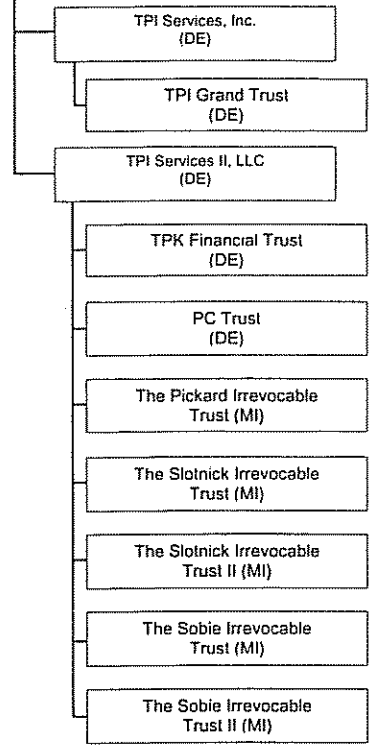 TPI Services, Inc.
(DE)
TPI Grand Trust
(DE)
TPI Services II, LLC
(DE)
TPK Financial Trust
(DE)
PC Trust
(DE)
The Pickard Irrevocable
Trust (MI)
The Slotnick Irrevocable
Trust (MI)
The Slotnick Irrevocable
Trust II (MI)
The Sobie Irrevocable
Trust (MI)
The Sobie Irrevocable
Trust II (MI)